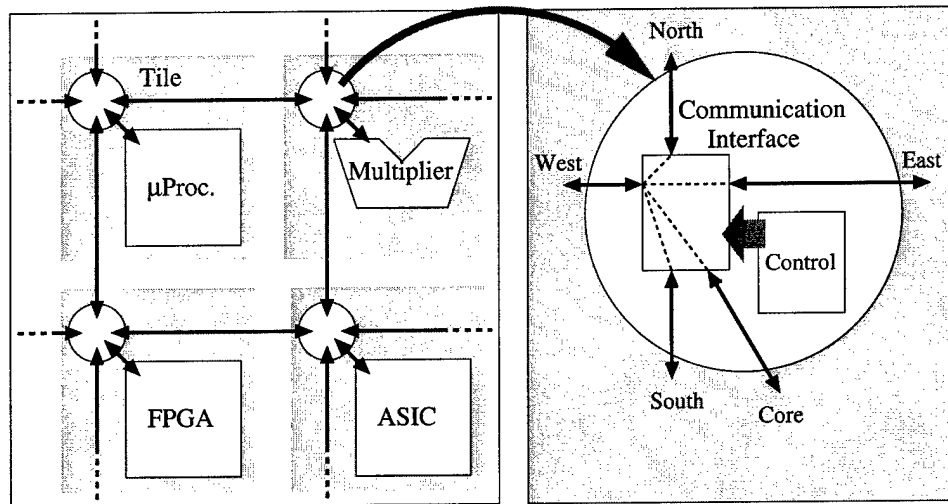 Tile
μProc.
Multiplier
FPGA
ASIC
North
Communication
Interface
West
East
Control
South
Core